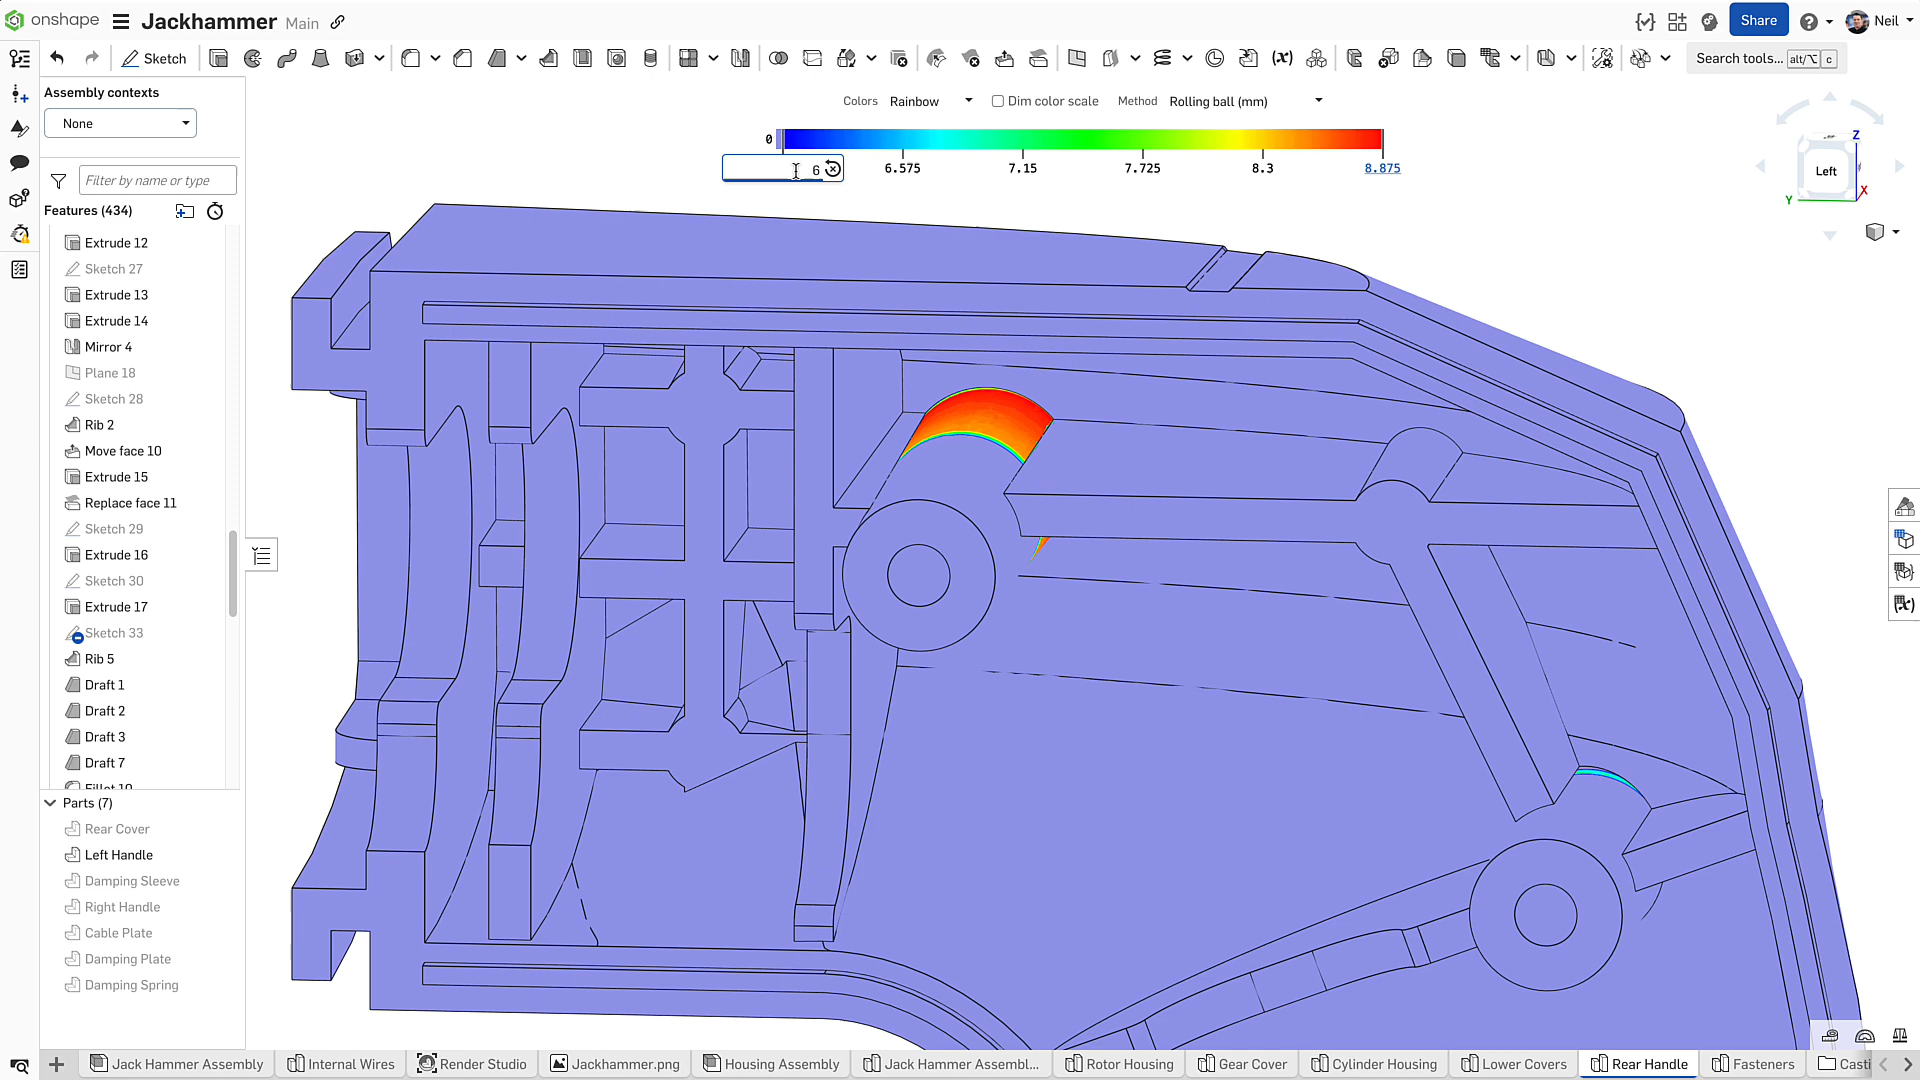 onshape
Jackhammer Main
Share
Neil
Sketch
Search tools... alt/⌥ c
Assembly contexts
None
Filter by name or type
Features (434)
Extrude 12
Sketch 27
Extrude 13
Extrude 14
Mirror 4
Plane 18
Sketch 28
Rib 2
Move face 10
Extrude 15
Replace face 11
Sketch 29
Extrude 16
Sketch 30
Extrude 17
Sketch 33
Rib 5
Draft 1
Draft 2
Draft 3
Draft 7
Fillet 10
Parts (7)
Rear Cover
Left Handle
Damping Sleeve
Right Handle
Cable Plate
Damping Plate
Damping Spring
Colors Rainbow Dim color scale Method Rolling ball (mm)
0
6 6.575 7.15 7.725 8.3 8.875
Z
Left
X
Y
Jack Hammer Assembly Internal Wires Render Studio Jackhammer.png Housing Assembly Jack Hammer Assembl... Rotor Housing Gear Cover Cylinder Housing Lower Covers Rear Handle Fasteners Casti